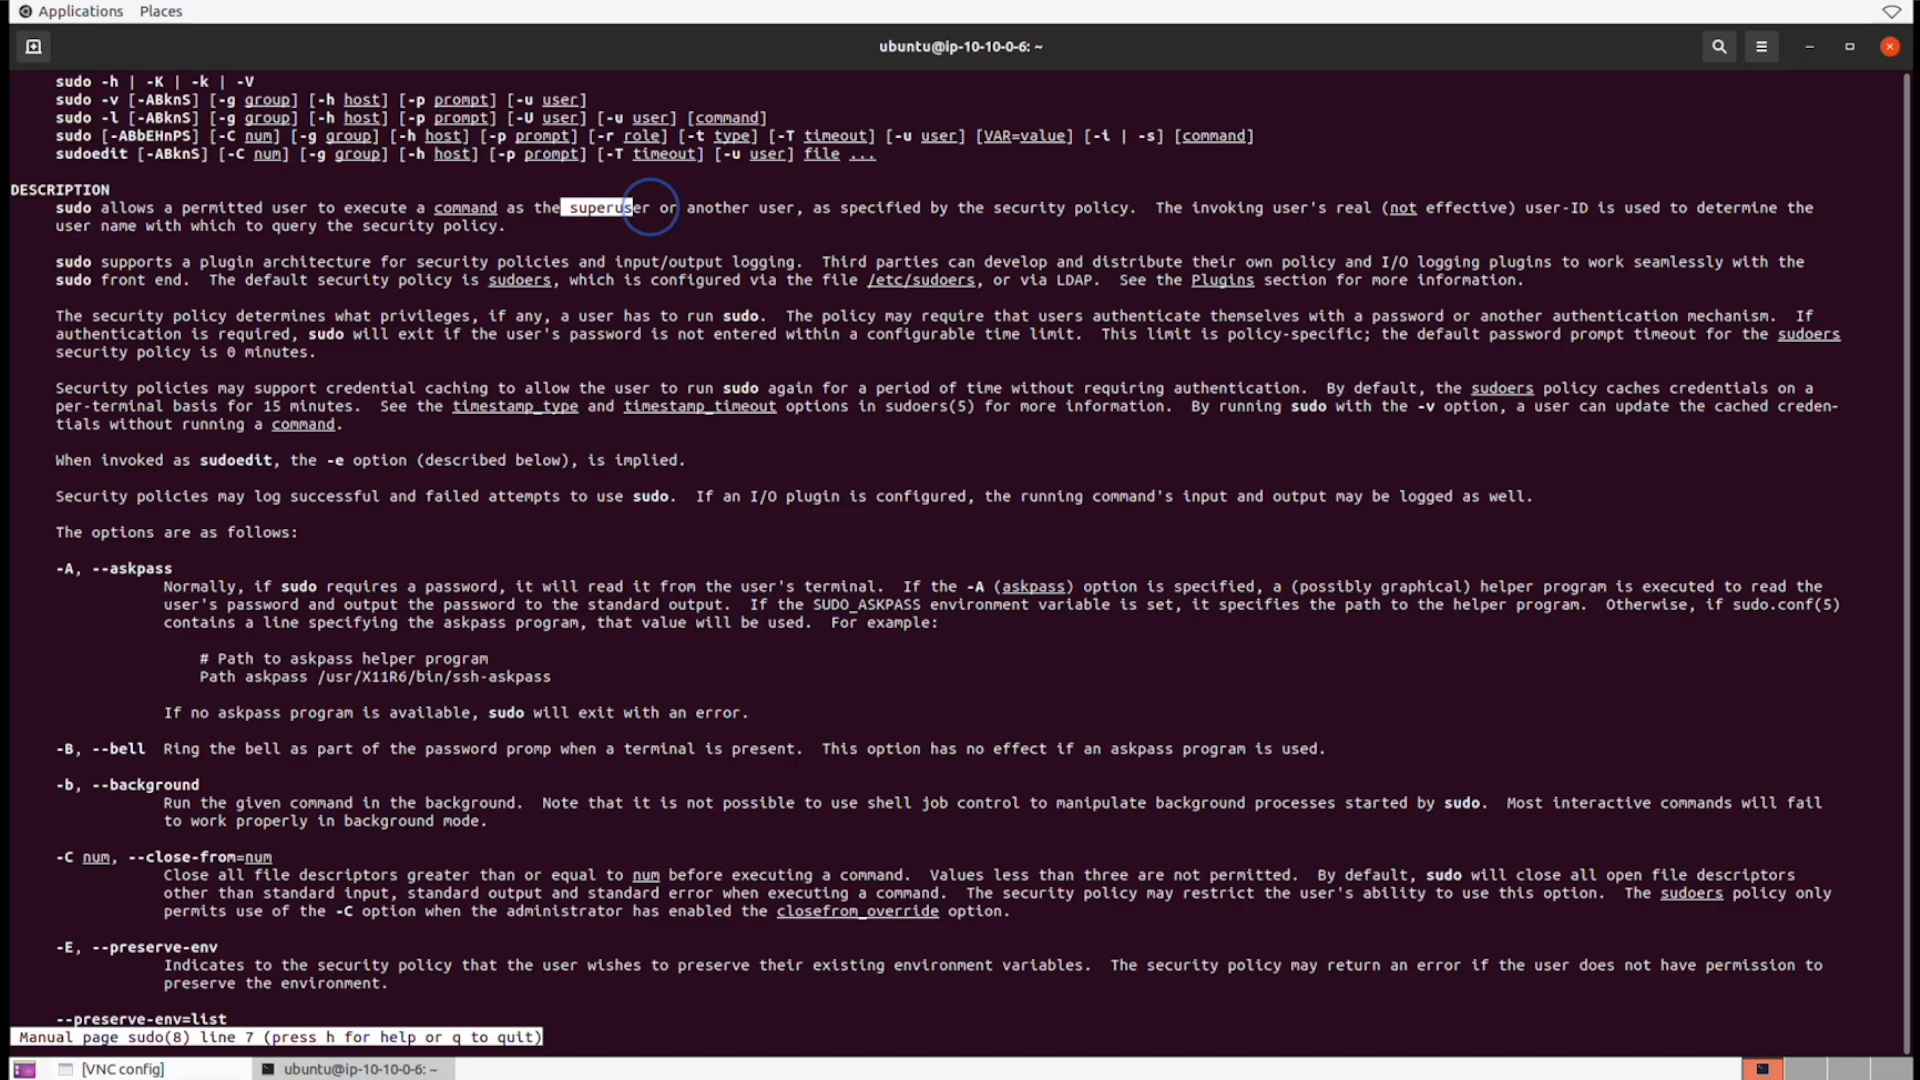 Applications Places
ubuntu@ip-10-10-0-6: ~
sudo -h | -K | -k | -V
sudo -v [-ABknS] [-g group] [-h host] [-p prompt] [-u user]
sudo -l [-ABknS] [-g group] [-h host] [-p prompt] [-U user] [-u user] [command]
sudo [-ABbEHnPS] [-C num] [-g group] [-h host] [-p prompt] [-r role] [-t type] [-T timeout] [-u user] [VAR=value] [-i | -s] [command]
sudoedit [-ABknS] [-C num] [-g group] [-h host] [-p prompt] [-T timeout] [-u user] file ...
DESCRIPTION
sudo allows a permitted user to execute a command as the superuser or another user, as specified by the security policy. The invoking user's real (not effective) user-ID is used to determine the
user name with which to query the security policy.
sudo supports a plugin architecture for security policies and input/output logging. Third parties can develop and distribute their own policy and I/O logging plugins to work seamlessly with the
sudo front end. The default security policy is sudoers, which is configured via the file /etc/sudoers, or via LDAP. See the Plugins section for more information.
The security policy determines what privileges, if any, a user has to run sudo. The policy may require that users authenticate themselves with a password or another authentication mechanism. If
authentication is required, sudo will exit if the user's password is not entered within a configurable time limit. This limit is policy-specific; the default password prompt timeout for the sudoers
security policy is 0 minutes.
Security policies may support credential caching to allow the user to run sudo again for a period of time without requiring authentication. By default, the sudoers policy caches credentials on a
per-terminal basis for 15 minutes. See the timestamp_type and timestamp_timeout options in sudoers(5) for more information. By running sudo with the -v option, a user can update the cached creden-
tials without running a command.
When invoked as sudoedit, the -e option (described below), is implied.
Security policies may log successful and failed attempts to use sudo. If an I/O plugin is configured, the running command's input and output may be logged as well.
The options are as follows:
-A, --askpass
Normally, if sudo requires a password, it will read it from the user's terminal. If the -A (askpass) option is specified, a (possibly graphical) helper program is executed to read the
user's password and output the password to the standard output. If the SUDO_ASKPASS environment variable is set, it specifies the path to the helper program. Otherwise, if sudo.conf(5)
contains a line specifying the askpass program, that value will be used. For example:
# Path to askpass helper program
Path askpass /usr/X11R6/bin/ssh-askpass
If no askpass program is available, sudo will exit with an error.
-B, --bell Ring the bell as part of the password promp when a terminal is present. This option has no effect if an askpass program is used.
-b, --background
Run the given command in the background. Note that it is not possible to use shell job control to manipulate background processes started by sudo. Most interactive commands will fail
to work properly in background mode.
-C num, --close-from=num
Close all file descriptors greater than or equal to num before executing a command. Values less than three are not permitted. By default, sudo will close all open file descriptors
other than standard input, standard output and standard error when executing a command. The security policy may restrict the user's ability to use this option. The sudoers policy only
permits use of the -C option when the administrator has enabled the closefrom_override option.
-E, --preserve-env
Indicates to the security policy that the user wishes to preserve their existing environment variables. The security policy may return an error if the user does not have permission to
preserve the environment.
--preserve-env=list
Manual page sudo(8) line 7 (press h for help or q to quit)
[VNC config] ubuntu@ip-10-10-0-6: ~